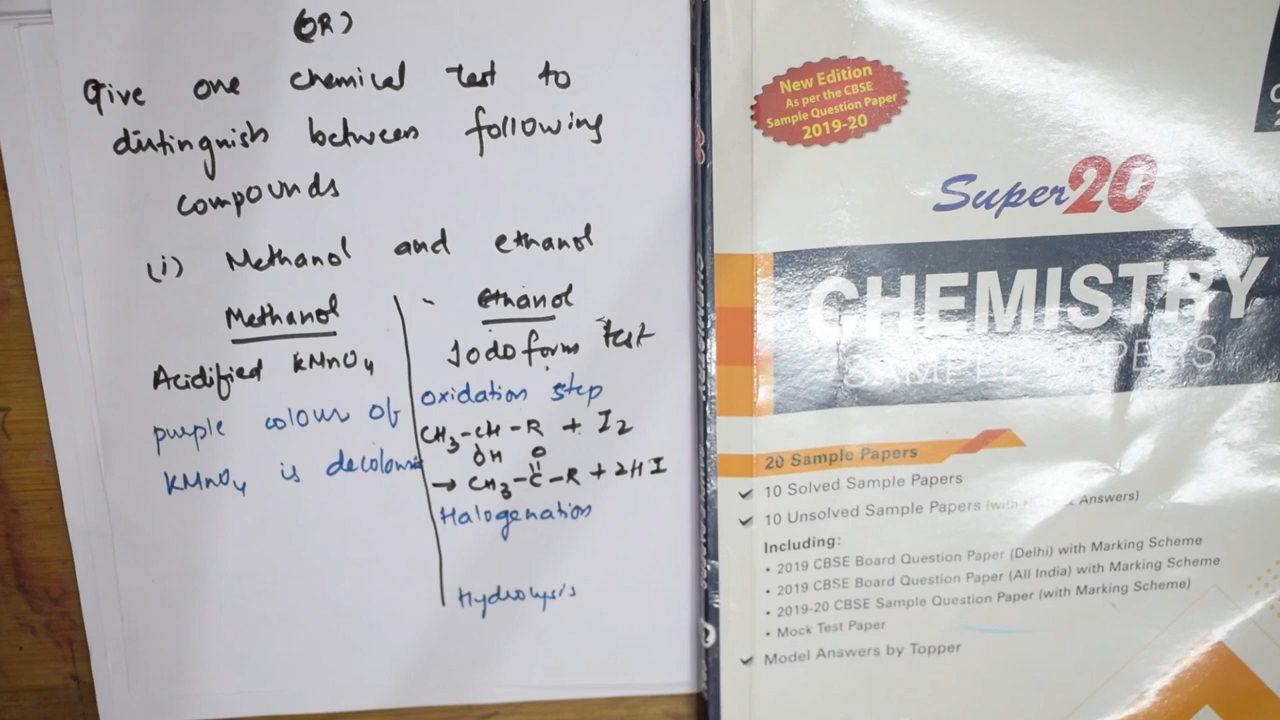 (OR)
Give one chemical test to
distinguish between following
compounds
(i) Methanol and ethanol
Methanol
Acidified KMnO4
purple colour of
KMnO4 is decolouris
ethanol
Iodoform test
oxidation step
CH3-CH-R + I2
OH O
→ CH3-C-R + 2HI
Halogenation
Hydrolysis
New Edition
As per the CBSE
Sample Question Paper
2019-20
Super20
CHEMISTRY
SAMPLE PAPERS
20 Sample Papers
✓ 10 Solved Sample Papers
✓ 10 Unsolved Sample Papers (with & Answers)
Including:
• 2019 CBSE Board Question Paper (Delhi) with Marking Scheme
• 2019 CBSE Board Question Paper (All India) with Marking Scheme
• 2019-20 CBSE Sample Question Paper (with Marking Scheme)
• Mock Test Paper
✓ Model Answers by Topper